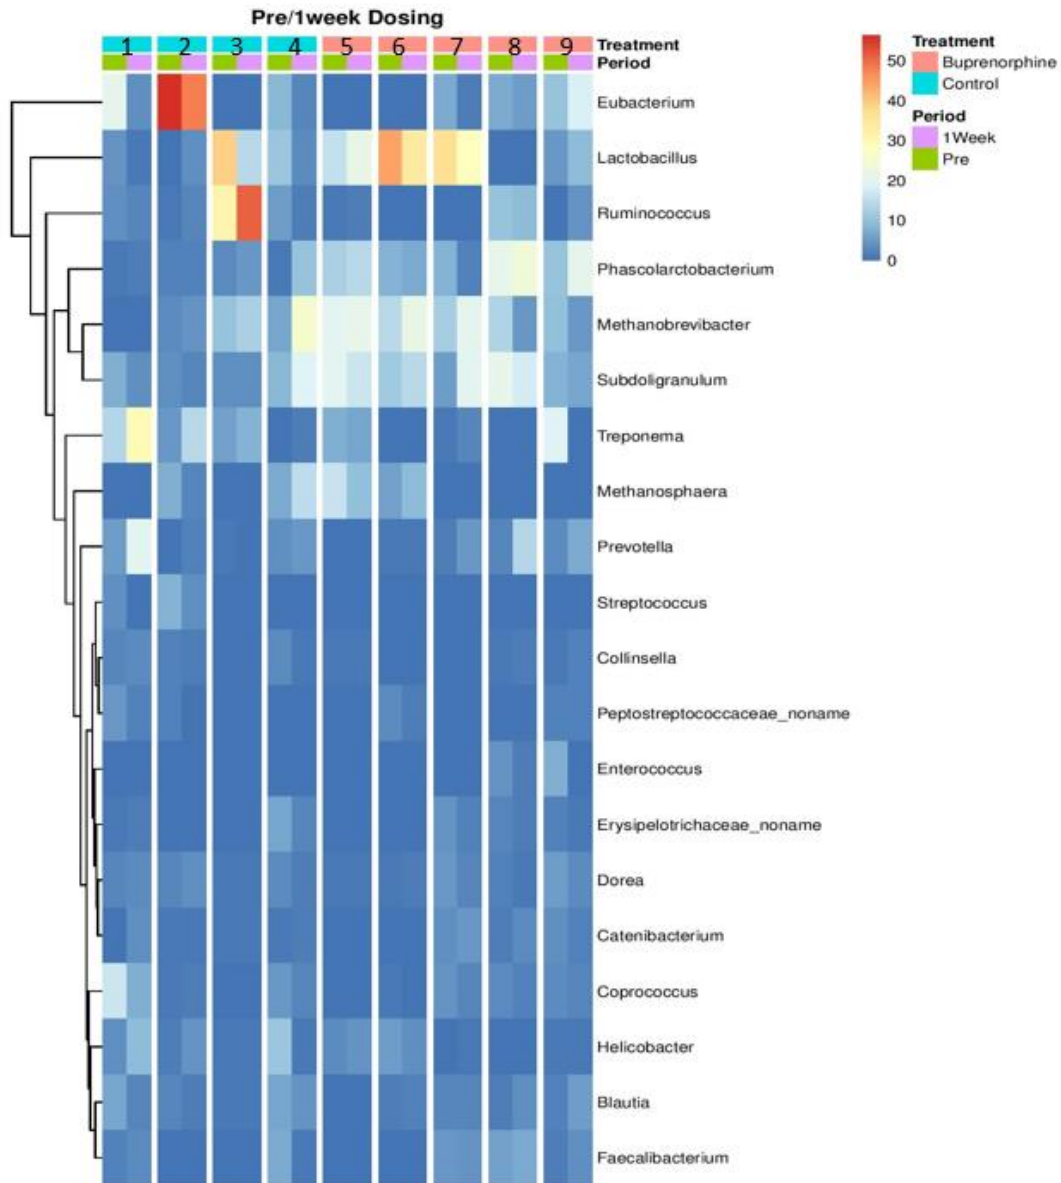 Pre/1week Dosing
1 2 3 4 5 6 7 8 9
Treatment
Period
Eubacterium
Lactobacillus
Ruminococcus
Phascolarctobacterium
Methanobrevibacter
Subdoligranulum
Treponema
Methanosphaera
Prevotella
Streptococcus
Collinsella
Peptostreptococcaceae_noname
Enterococcus
Erysipelotrichaceae_noname
Dorea
Catenibacterium
Coprococcus
Helicobacter
Blautia
Faecalibacterium
50
40
30
20
10
0
Treatment
Buprenorphine
Control
Period
1Week
Pre